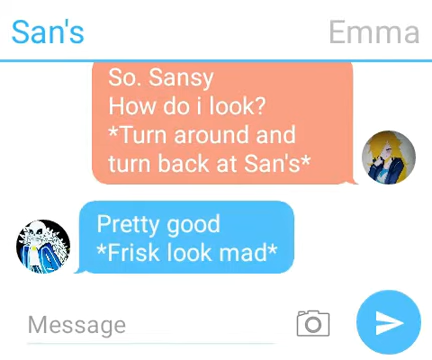 San's Emma
So. Sansy
How do i look?
*Turn around and
turn back at San's*
Pretty good
*Frisk look mad*
Message